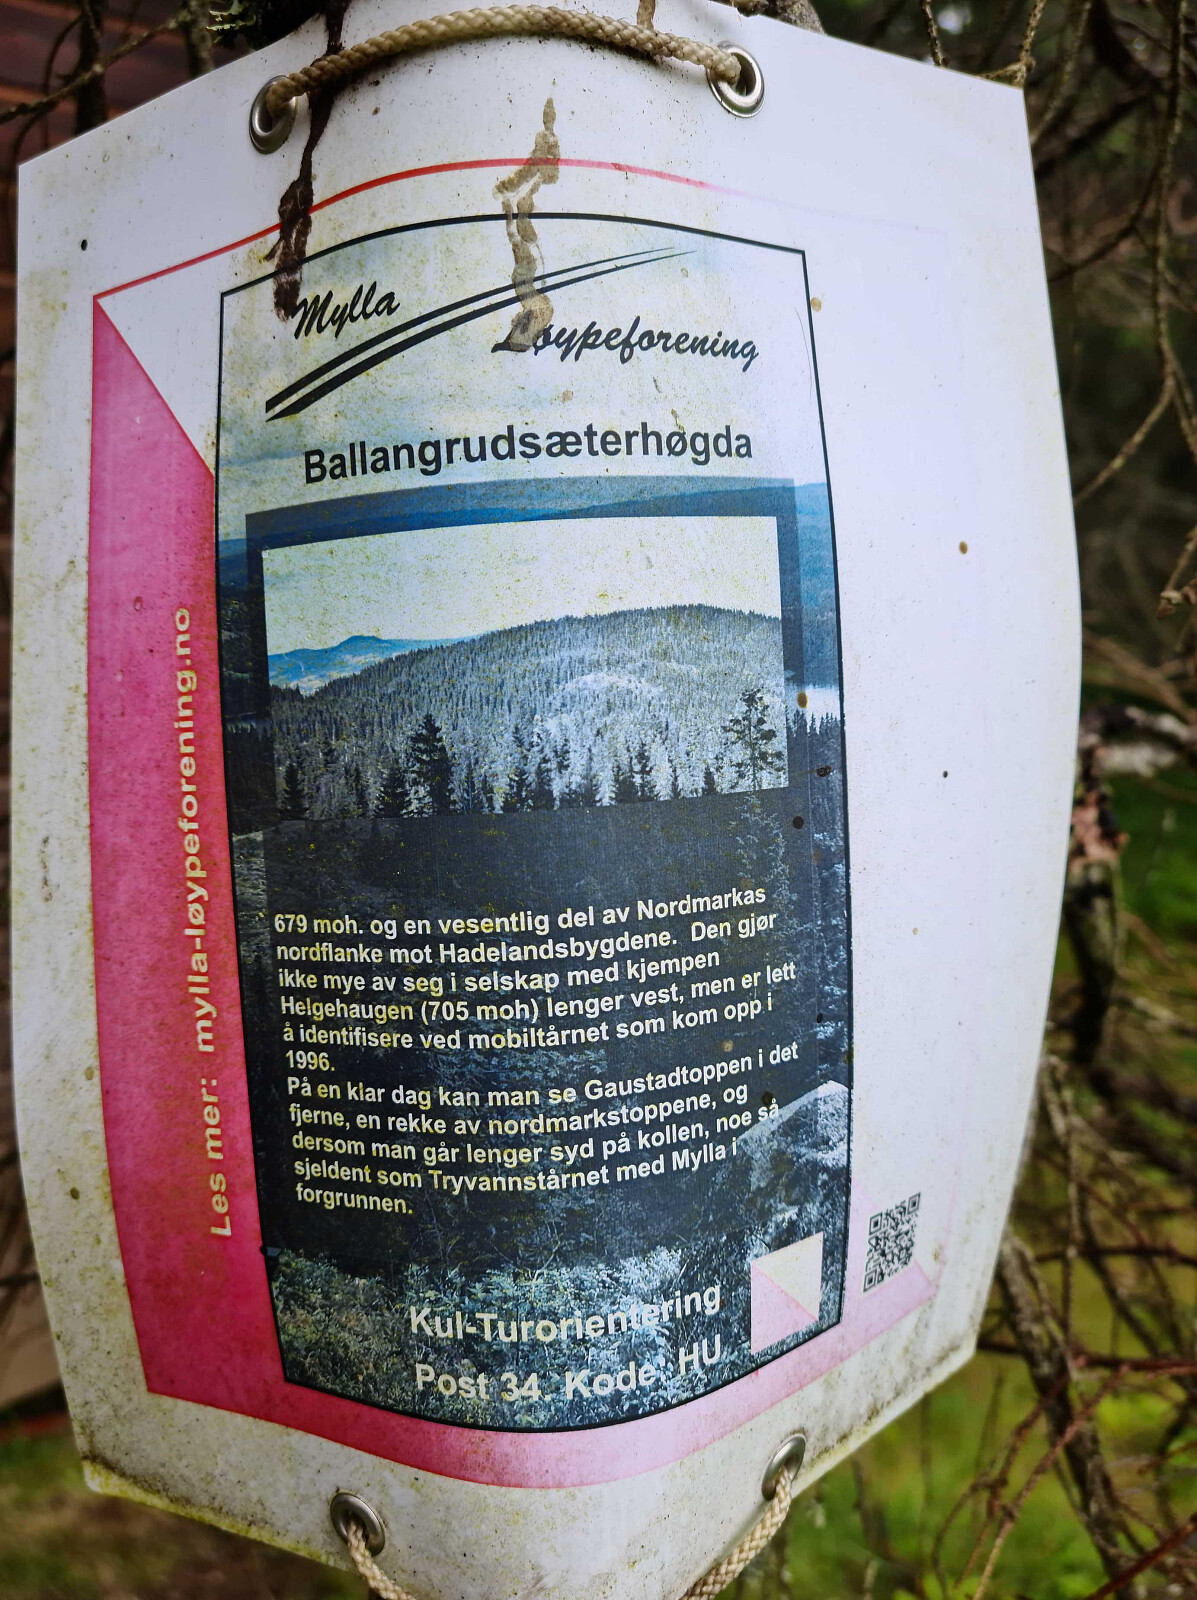 Mylla
Løypeforening
Ballangrudsæterhøgda
679 moh. og en vesentlig del av Nordmarkas
nordflanke mot Hadelandsbygdene. Den gjør
ikke mye av seg i selskap med kjempen
Helgehaugen (705 moh) lenger vest, men er lett
å identifisere ved mobiltårnet som kom opp i
1996.
På en klar dag kan man se Gaustadtoppen i det
fjerne, en rekke av nordmarkstoppene, og
dersom man går lenger syd på kollen, noe så
sjeldent som Tryvannstårnet med Mylla i
forgrunnen.
Kul-Turorientering
Post 34. Kode: HU
Les mer: mylla-løypeforening.no